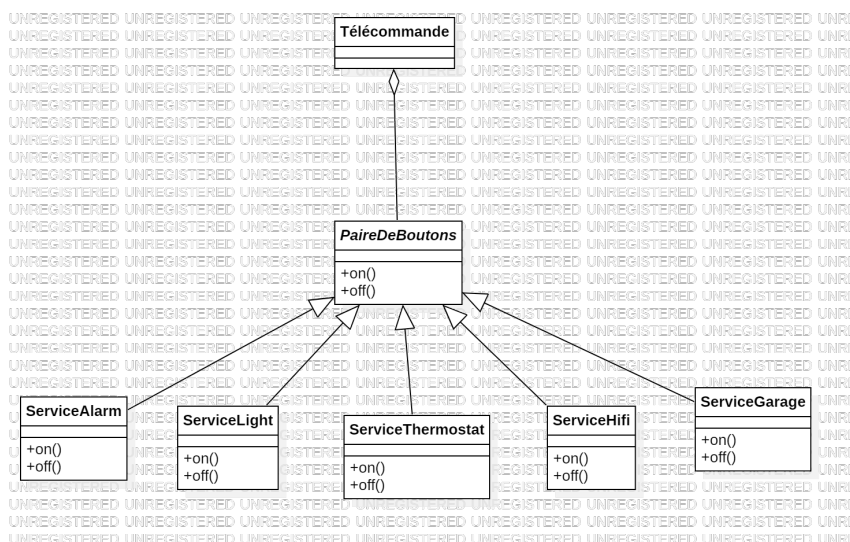 Télécommande
PaireDeBoutons
+on()
+off()
ServiceAlarm
+on()
+off()
ServiceLight
+on()
+off()
ServiceThermostat
+on()
+off()
ServiceHifi
+on()
+off()
ServiceGarage
+on()
+off()
UNREGISTERED